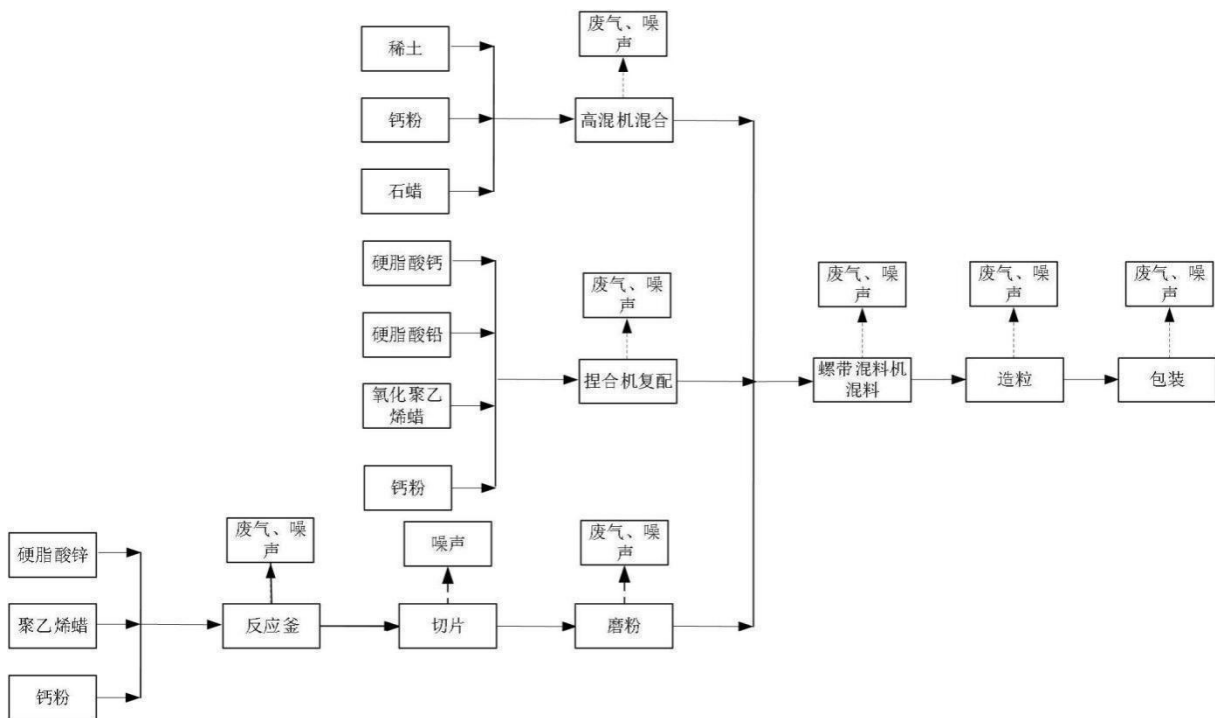 稀土
废气、噪
声
钙粉
高混机混合
石蜡
硬脂酸钙
废气、噪
声
废气、噪
声
废气、噪
声
废气、噪
声
硬脂酸铅
捏合机复配
螺带混料机
混料
造粒
包装
氧化聚乙
烯蜡
钙粉
硬脂酸锌
废气、噪
声
噪声
废气、噪
声
聚乙烯蜡
反应釜
切片
磨粉
钙粉